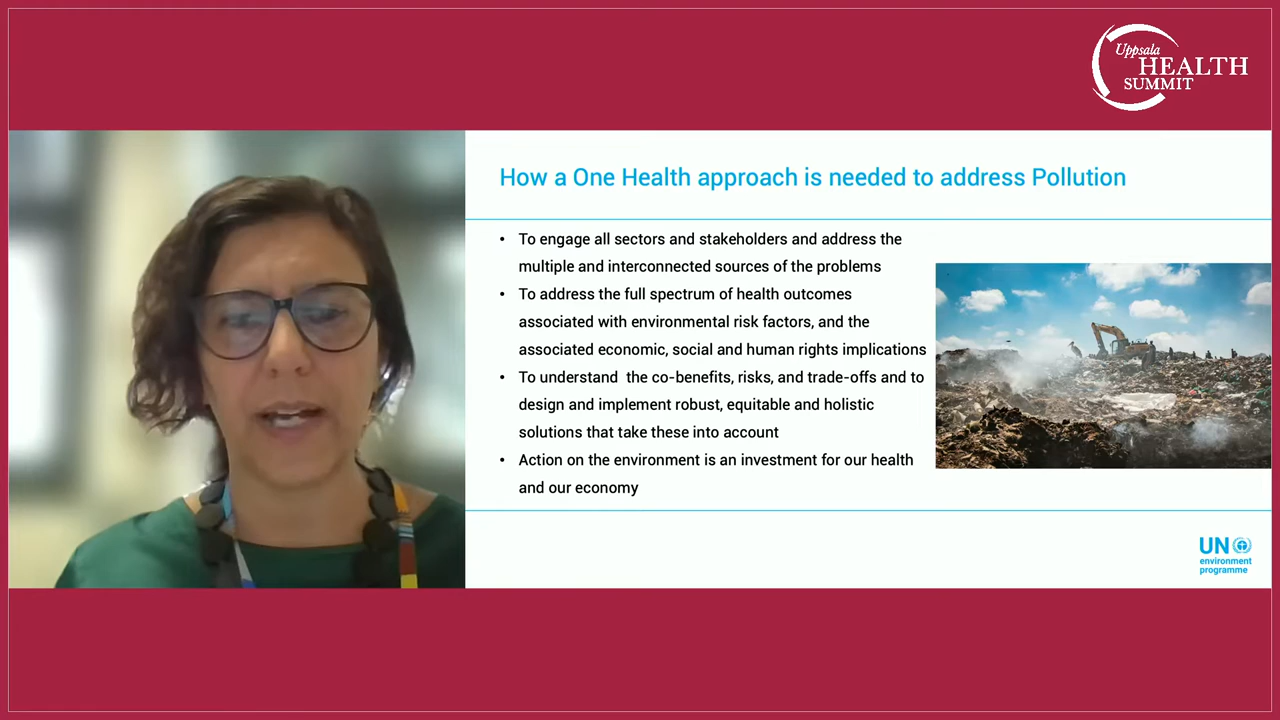 Uppsala
HEALTH
SUMMIT
How a One Health approach is needed to address Pollution
• To engage all sectors and stakeholders and address the
multiple and interconnected sources of the problems
• To address the full spectrum of health outcomes
associated with environmental risk factors, and the
associated economic, social and human rights implications
• To understand  the co-benefits, risks, and trade-offs and to
design and implement robust, equitable and holistic
solutions that take these into account
• Action on the environment is an investment for our health
and our economy
UN
environment
programme